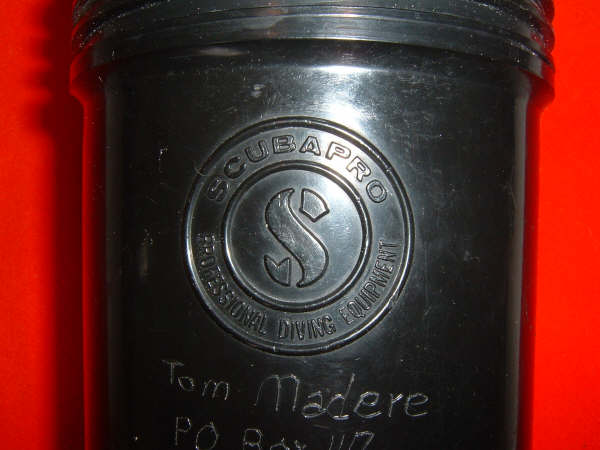 SCUBAPRO
S
PROFESSIONAL DIVING EQUIPMENT
Tom Madere
PO Box 117